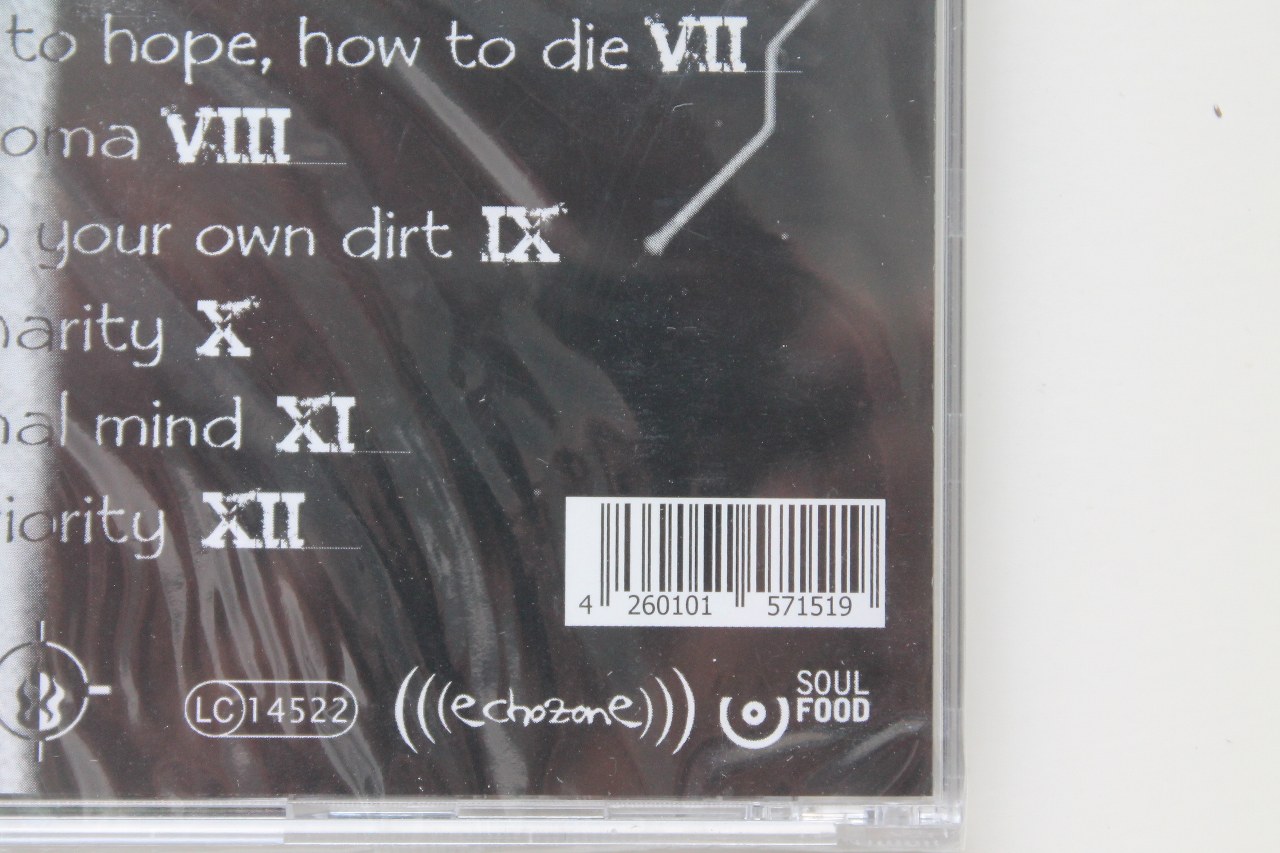 to hope, how to die VII
oma VIII
your own dirt IX
arity X
nal mind XI
iority XII
4 260101 571519
LC 14522
(((echozone)))
SOUL
FOOD